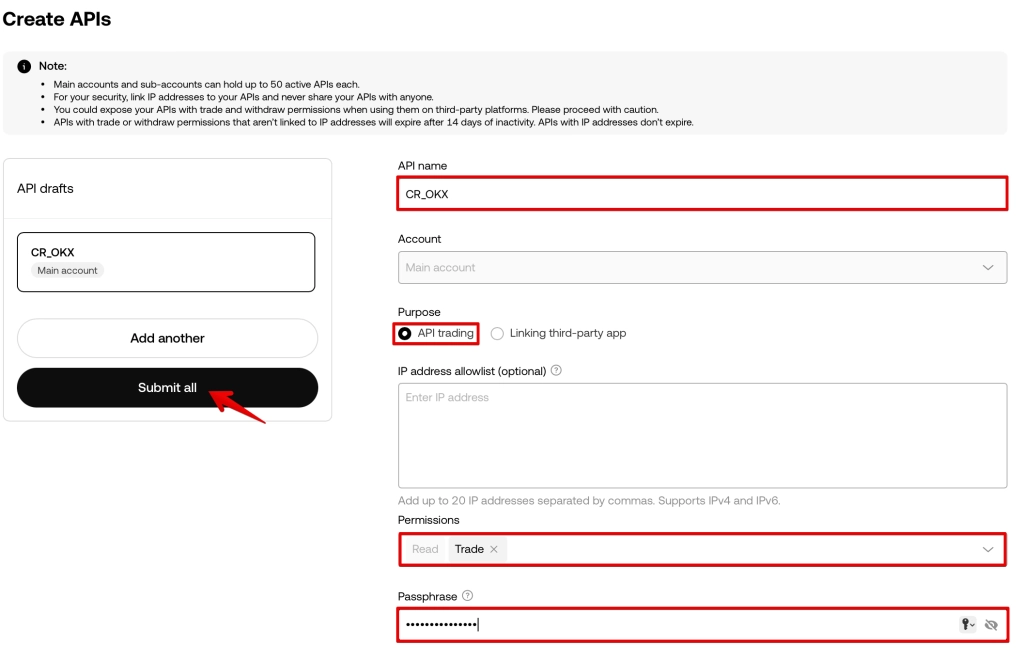 Create APIs
Note:
• Main accounts and sub-accounts can hold up to 50 active APIs each.
• For your security, link IP addresses to your APIs and never share your APIs with anyone.
• You could expose your APIs with trade and withdraw permissions when using them on third-party platforms. Please proceed with caution.
• APIs with trade or withdraw permissions that aren't linked to IP addresses will expire after 14 days of inactivity. APIs with IP addresses don't expire.
API drafts
CR_OKX
Main account
Add another
Submit all
API name
CR_OKX
Account
Main account
Purpose
API trading Linking third-party app
IP address allowlist (optional)
Enter IP address
Add up to 20 IP addresses separated by commas. Supports IPv4 and IPv6.
Permissions
Read Trade
Passphrase
•••••••••••••••